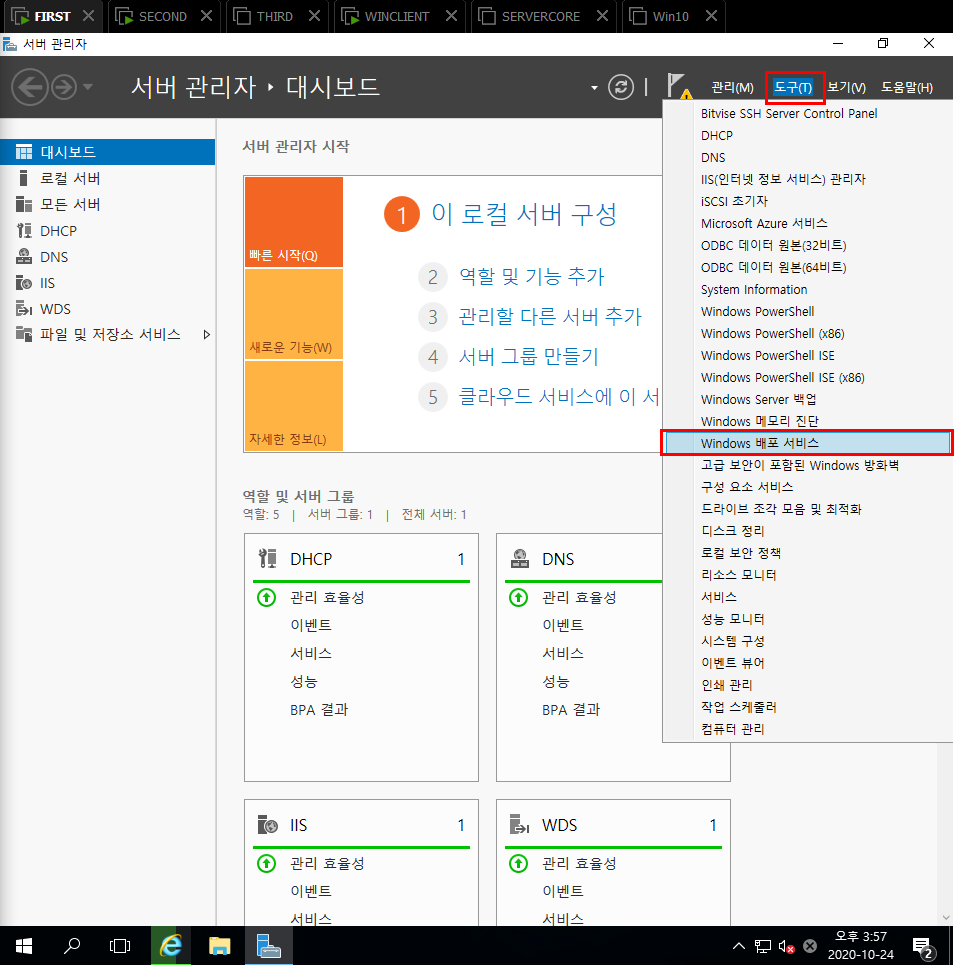 FIRST SECOND THIRD WINCLIENT SERVERCORE Win10
서버 관리자
서버 관리자 ‣ 대시보드
관리(M) 도구(T) 보기(V) 도움말(H)
대시보드
로컬 서버
모든 서버
DHCP
DNS
IIS
WDS
파일 및 저장소 서비스
서버 관리자 시작
빠른 시작(Q)
새로운 기능(W)
자세한 정보(L)
1 이 로컬 서버 구성
2 역할 및 기능 추가
3 관리할 다른 서버 추가
4 서버 그룹 만들기
5 클라우드 서비스에 이 서
Bitvise SSH Server Control Panel
DHCP
DNS
IIS(인터넷 정보 서비스) 관리자
iSCSI 초기자
Microsoft Azure 서비스
ODBC 데이터 원본(32비트)
ODBC 데이터 원본(64비트)
System Information
Windows PowerShell
Windows PowerShell (x86)
Windows PowerShell ISE
Windows PowerShell ISE (x86)
Windows Server 백업
Windows 메모리 진단
Windows 배포 서비스
고급 보안이 포함된 Windows 방화벽
구성 요소 서비스
드라이브 조각 모음 및 최적화
디스크 정리
로컬 보안 정책
리소스 모니터
서비스
성능 모니터
시스템 구성
이벤트 뷰어
인쇄 관리
작업 스케줄러
컴퓨터 관리
역할 및 서버 그룹
역할: 5 | 서버 그룹: 1 | 전체 서버: 1
DHCP 1
관리 효율성
이벤트
서비스
성능
BPA 결과
DNS
관리 효율성
이벤트
서비스
성능
BPA 결과
IIS 1
관리 효율성
이벤트
서비스
WDS 1
관리 효율성
이벤트
서비스
오후 3:57
2020-10-24
2